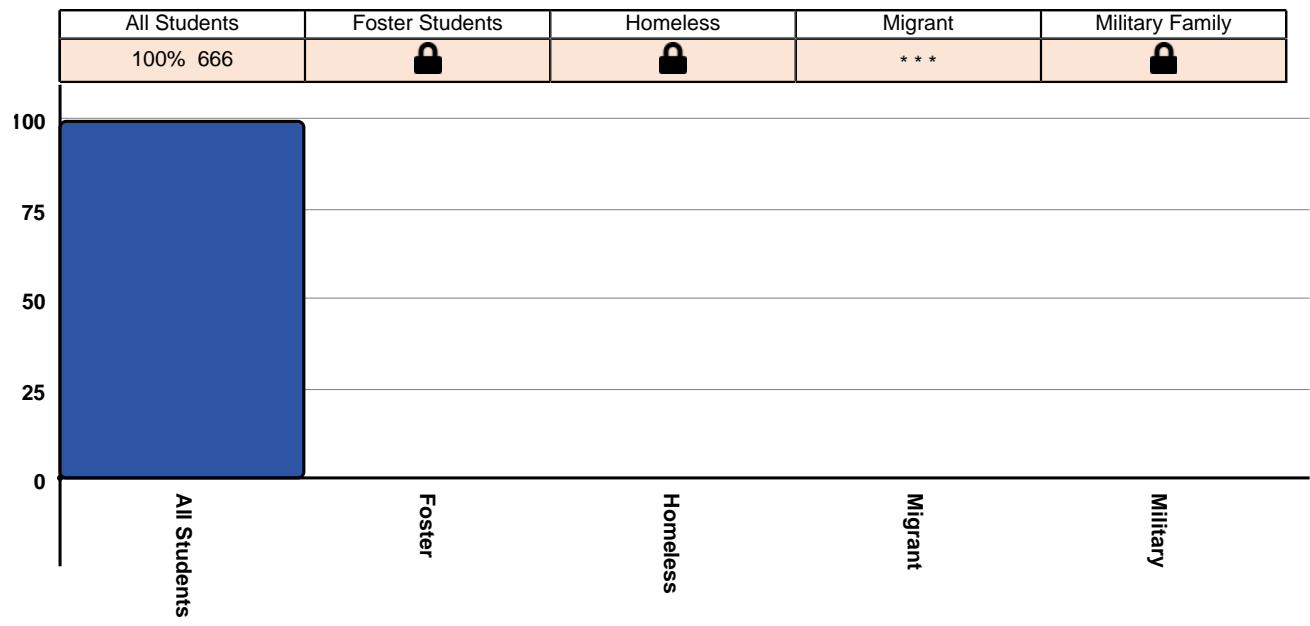 All Students Foster Students Homeless Migrant Military Family
100% 666 * * *
100
75
50
25
0
All Students Foster Homeless Migrant Military